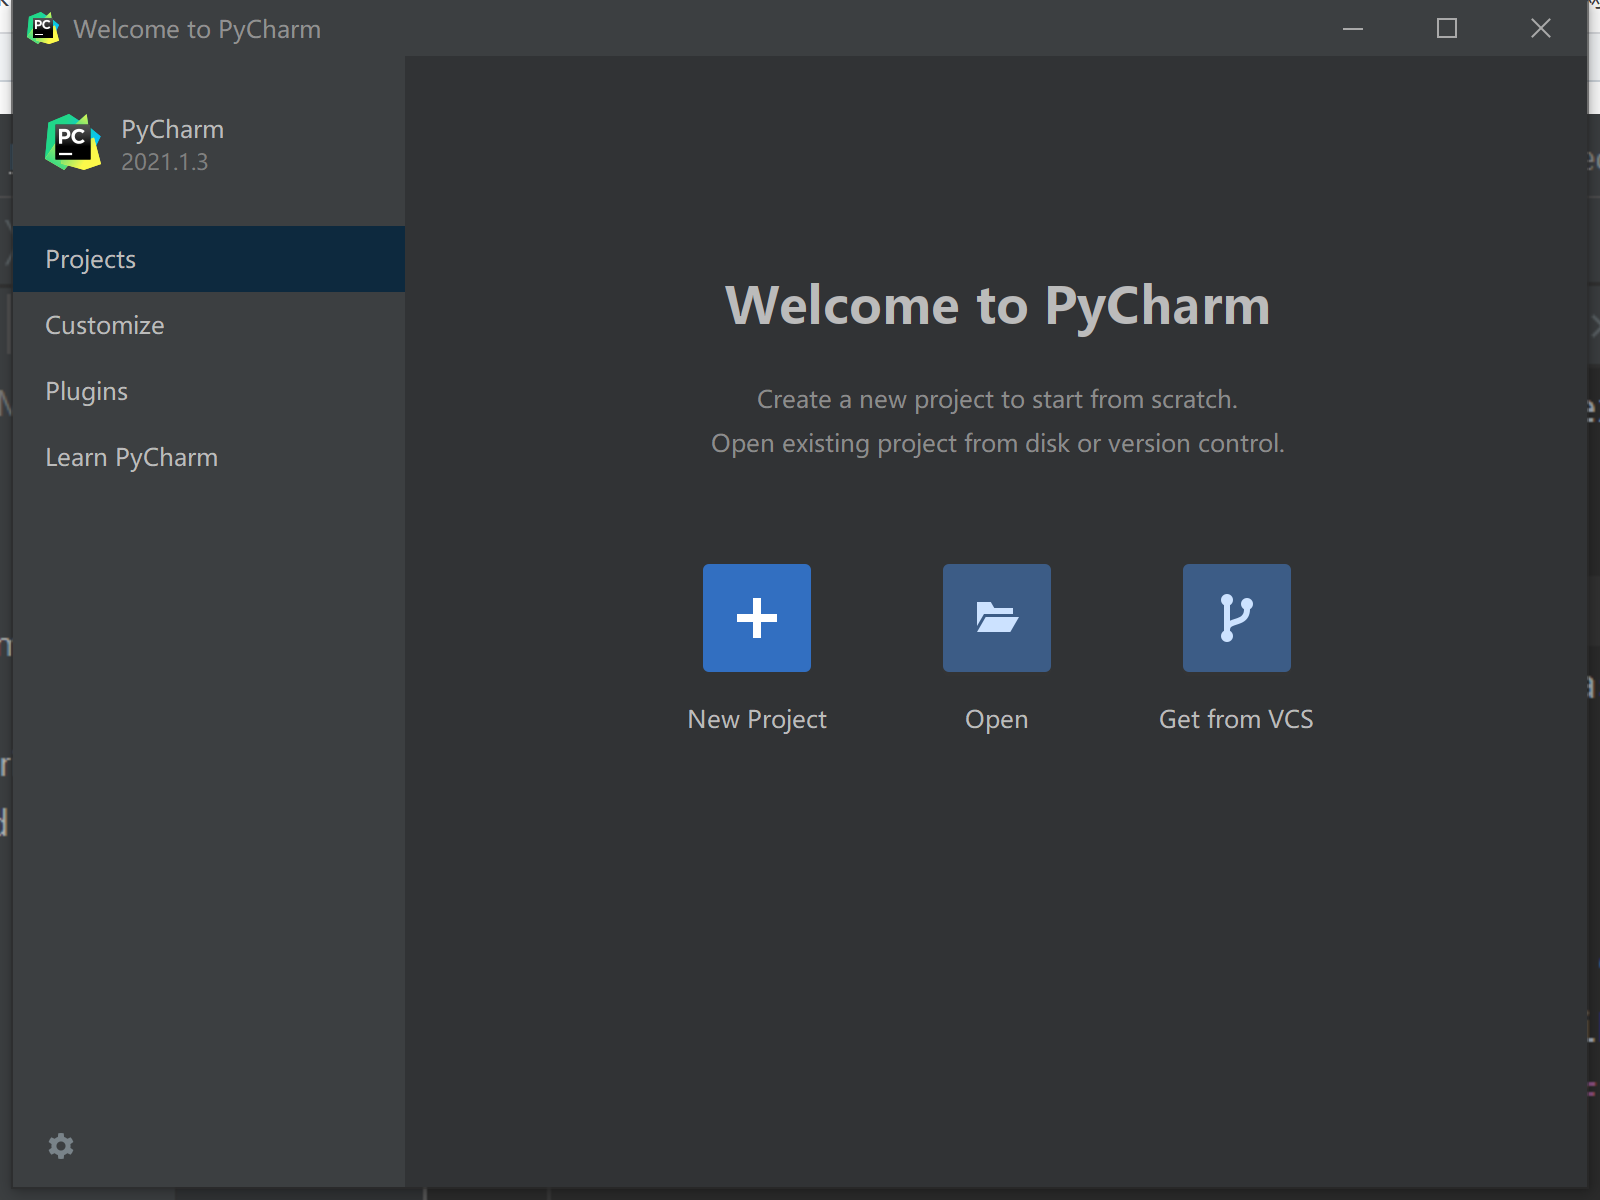 PC
Welcome to PyCharm
PC
PyCharm
2021.1.3
Projects
Customize
Plugins
Learn PyCharm
Welcome to PyCharm
Create a new project to start from scratch.
Open existing project from disk or version control.
New Project
Open
Get from VCS